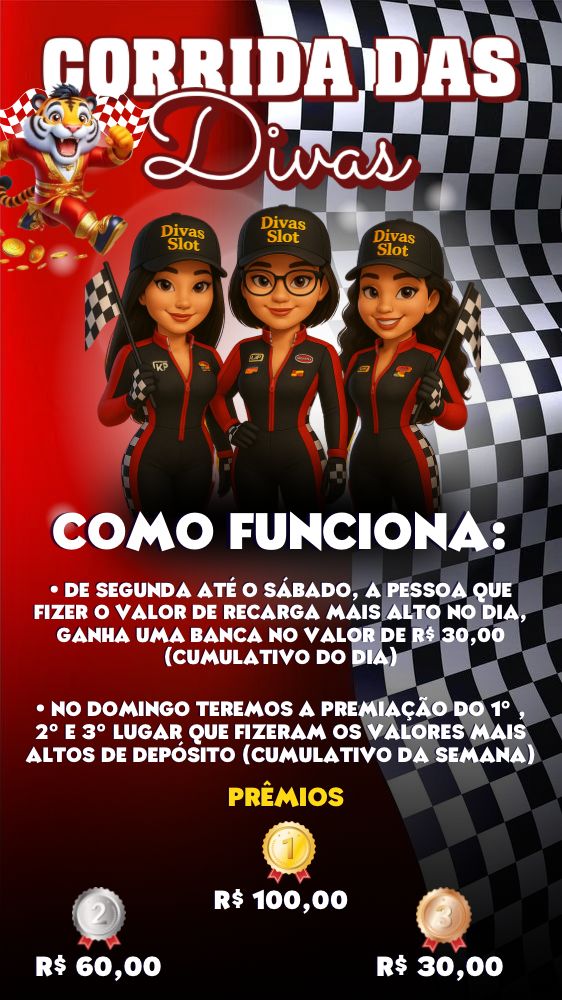 CORRIDA DAS
Divas
Divas
Slot
Divas
Slot
Divas
Slot
COMO FUNCIONA:
• DE SEGUNDA ATÉ O SÁBADO, A PESSOA QUE
FIZER O VALOR DE RECARGA MAIS ALTO NO DIA,
GANHA UMA BANCA NO VALOR DE R$ 30,00
(CUMULATIVO DO DIA)
• NO DOMINGO TEREMOS A PREMIAÇÃO DO 1º ,
2º E 3º LUGAR QUE FIZERAM OS VALORES MAIS
ALTOS DE DEPÓSITO (CUMULATIVO DA SEMANA)
PRÊMIOS
1
R$ 100,00
2
3
R$ 60,00
R$ 30,00